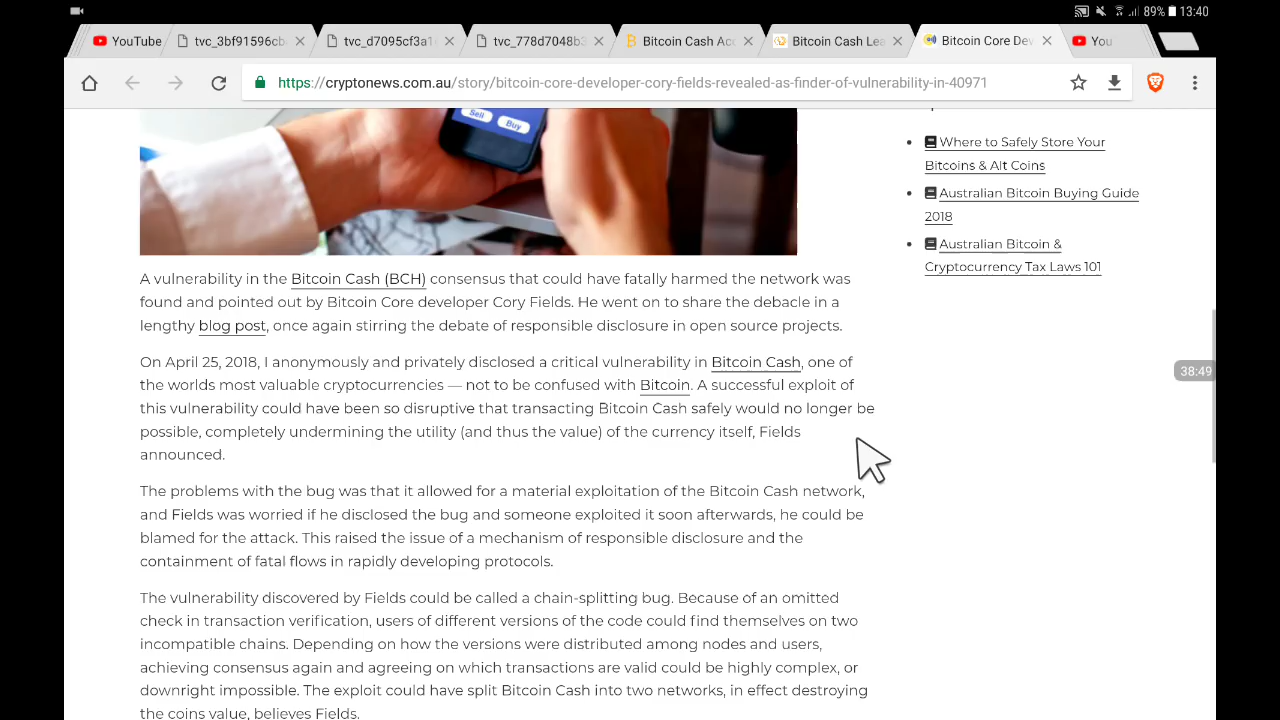 89% 13:40
YouTube
tvc_3bf91596cb
tvc_d7095cf3a1
tvc_778d7048b3
Bitcoin Cash Ac
Bitcoin Cash Lea
Bitcoin Core Dev
You
https://cryptonews.com.au/story/bitcoin-core-developer-cory-fields-revealed-as-finder-of-vulnerability-in-40971
Sell
Buy
Where to Safely Store Your
Bitcoins & Alt Coins
Australian Bitcoin Buying Guide
2018
Australian Bitcoin &
Cryptocurrency Tax Laws 101
38:49
A vulnerability in the Bitcoin Cash (BCH) consensus that could have fatally harmed the network was
found and pointed out by Bitcoin Core developer Cory Fields. He went on to share the debacle in a
lengthy blog post, once again stirring the debate of responsible disclosure in open source projects.
On April 25, 2018, I anonymously and privately disclosed a critical vulnerability in Bitcoin Cash, one of
the worlds most valuable cryptocurrencies — not to be confused with Bitcoin. A successful exploit of
this vulnerability could have been so disruptive that transacting Bitcoin Cash safely would no longer be
possible, completely undermining the utility (and thus the value) of the currency itself, Fields
announced.
The problems with the bug was that it allowed for a material exploitation of the Bitcoin Cash network,
and Fields was worried if he disclosed the bug and someone exploited it soon afterwards, he could be
blamed for the attack. This raised the issue of a mechanism of responsible disclosure and the
containment of fatal flows in rapidly developing protocols.
The vulnerability discovered by Fields could be called a chain-splitting bug. Because of an omitted
check in transaction verification, users of different versions of the code could find themselves on two
incompatible chains. Depending on how the versions were distributed among nodes and users,
achieving consensus again and agreeing on which transactions are valid could be highly complex, or
downright impossible. The exploit could have split Bitcoin Cash into two networks, in effect destroying
the coins value, believes Fields.